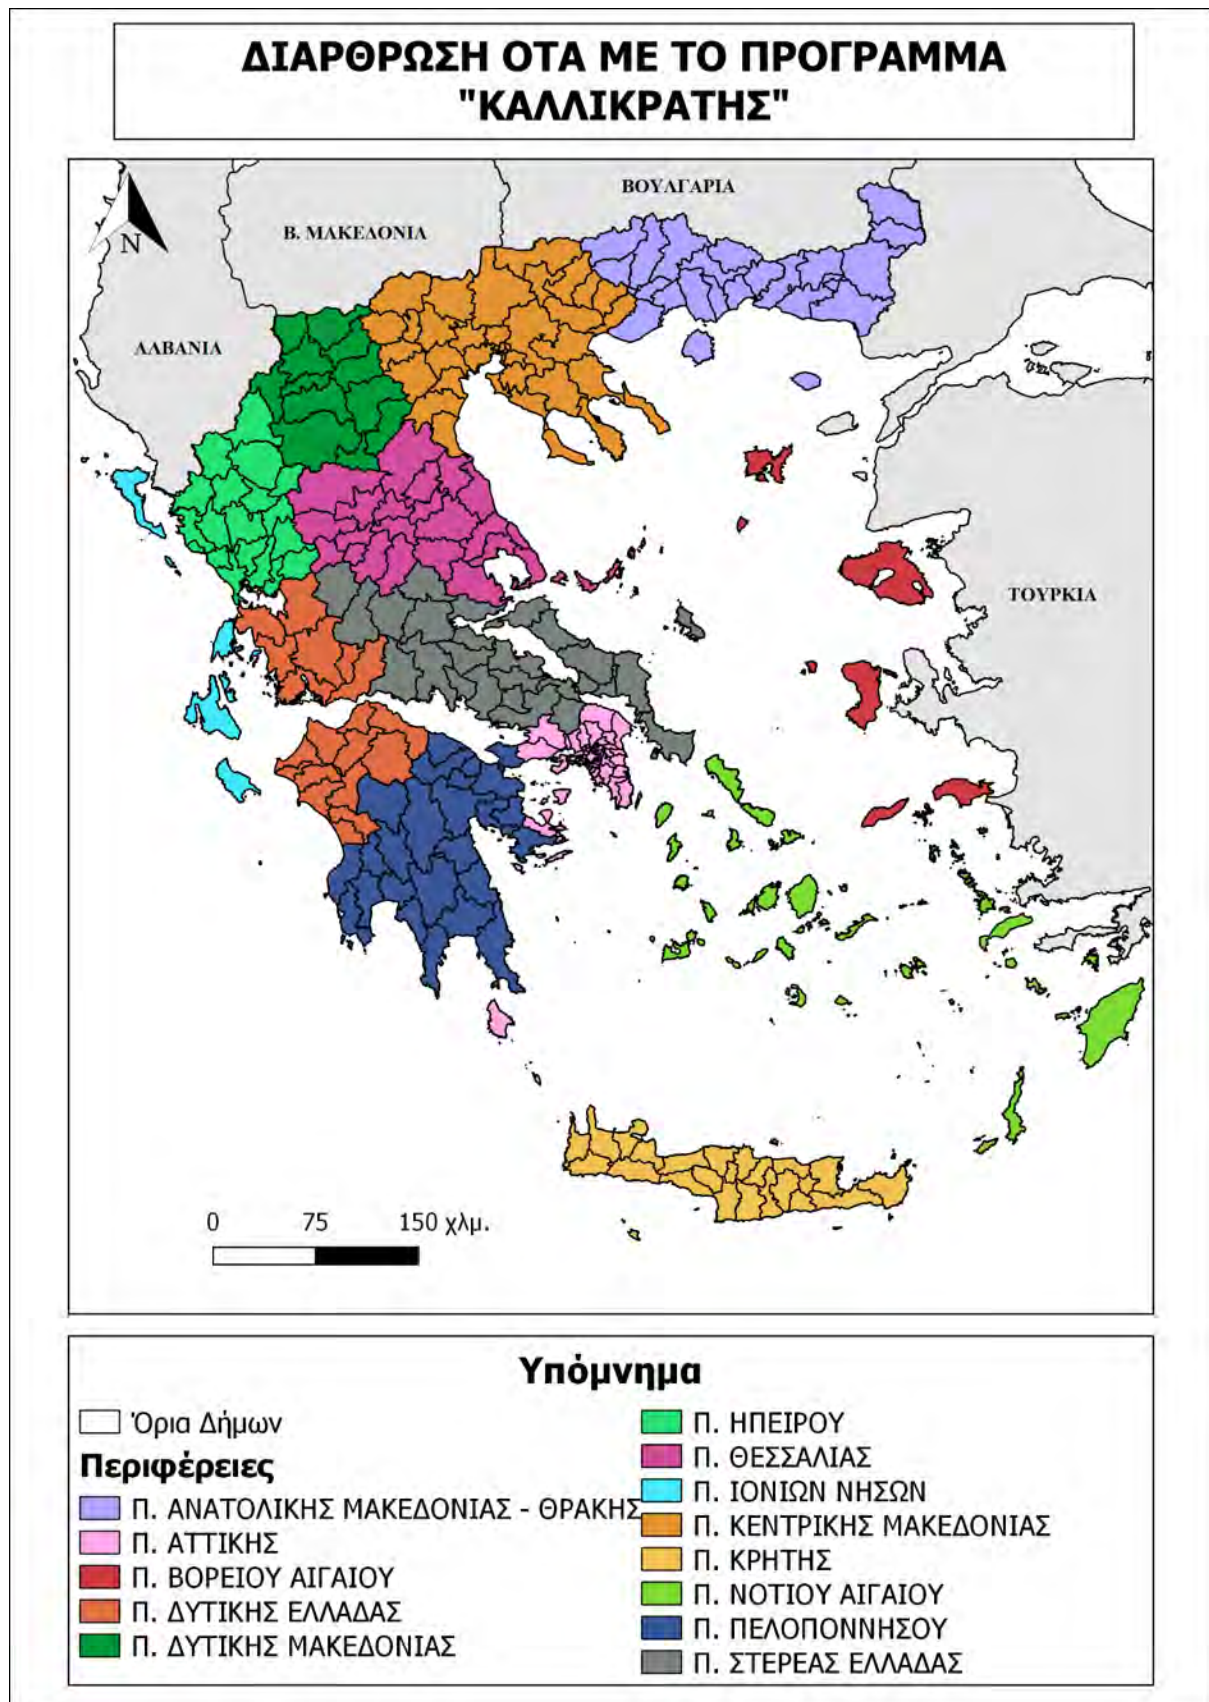 ΔΙΑΡΘΡΩΣΗ ΟΤΑ ΜΕ ΤΟ ΠΡΟΓΡΑΜΜΑ
"ΚΑΛΛΙΚΡΑΤΗΣ"
ΒΟΥΛΓΑΡΙΑ
Β. ΜΑΚΕΔΟΝΙΑ
N
ΑΛΒΑΝΙΑ
ΤΟΥΡΚΙΑ
0 75 150 χλμ.
Υπόμνημα
Όρια Δήμων
Περιφέρειες
Π. ΑΝΑΤΟΛΙΚΗΣ ΜΑΚΕΔΟΝΙΑΣ - ΘΡΑΚΗΣ
Π. ΑΤΤΙΚΗΣ
Π. ΒΟΡΕΙΟΥ ΑΙΓΑΙΟΥ
Π. ΔΥΤΙΚΗΣ ΕΛΛΑΔΑΣ
Π. ΔΥΤΙΚΗΣ ΜΑΚΕΔΟΝΙΑΣ
Π. ΗΠΕΙΡΟΥ
Π. ΘΕΣΣΑΛΙΑΣ
Π. ΙΟΝΙΩΝ ΝΗΣΩΝ
Π. ΚΕΝΤΡΙΚΗΣ ΜΑΚΕΔΟΝΙΑΣ
Π. ΚΡΗΤΗΣ
Π. ΝΟΤΙΟΥ ΑΙΓΑΙΟΥ
Π. ΠΕΛΟΠΟΝΝΗΣΟΥ
Π. ΣΤΕΡΕΑΣ ΕΛΛΑΔΑΣ